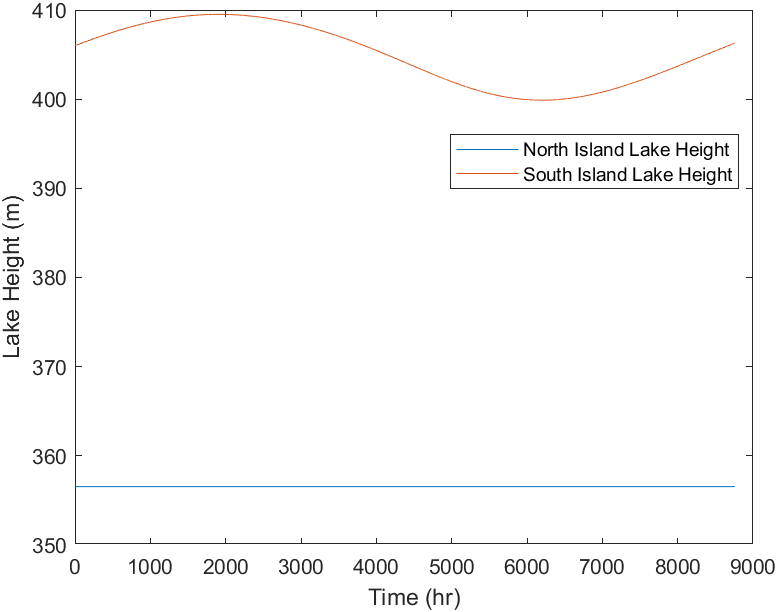 410
400
390
380
370
360
350
Lake Height (m)
North Island Lake Height
South Island Lake Height
0 1000 2000 3000 4000 5000 6000 7000 8000 9000
Time (hr)